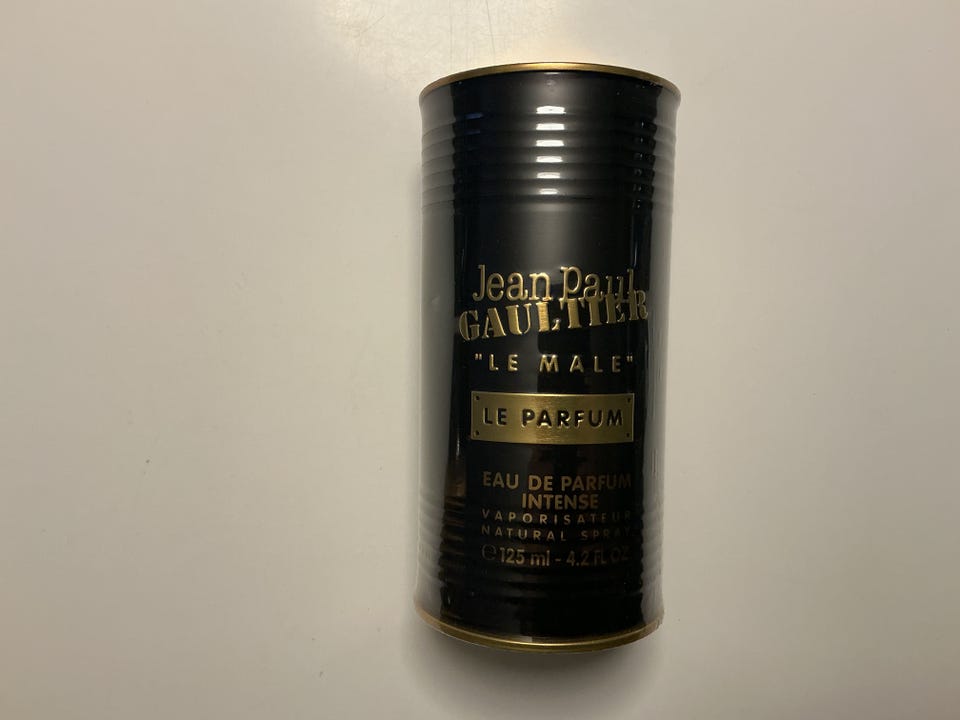 Jean Paul
GAULTIER
"LE MALE"
LE PARFUM
EAU DE PARFUM
INTENSE
VAPORISATEUR
NATURAL SPRAY
℮ 125 ml - 4.2 FL.OZ.